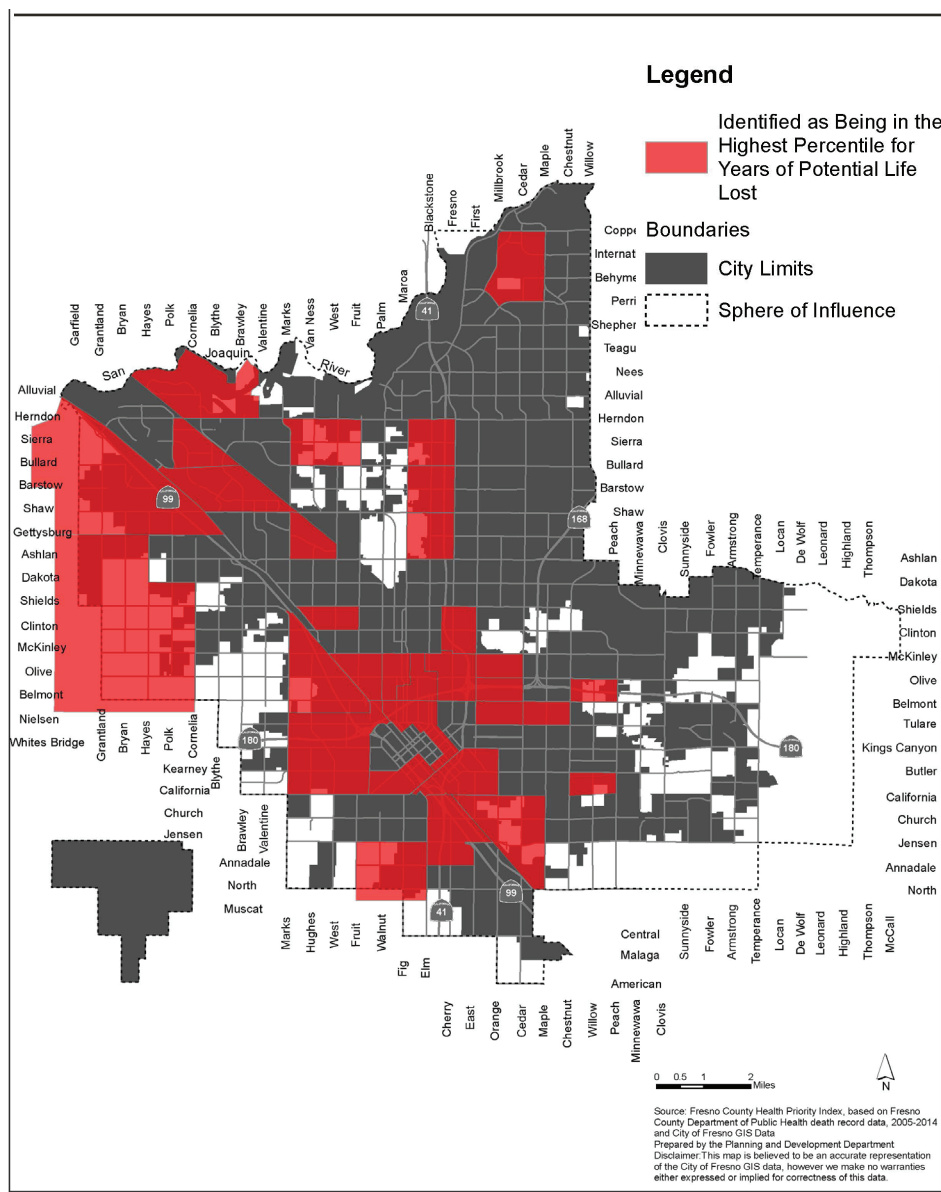 Legend
Identified as Being in the
Highest Percentile for
Years of Potential Life
Lost
Boundaries
City Limits
Sphere of Influence
Blackstone
Fresno
First
Millbrook
Cedar
Maple
Chestnut
Willow
Garfield
Grantland
Bryan
Hayes
Polk
Cornelia
Blythe
Brawley
Valentine
Marks
Van Ness
West
Fruit
Palm
Maroa
San
Joaquin
River
Coppe
Internat
Behyme
Perri
Shepher
Teagu
Nees
Alluvial
Herndon
Sierra
Bullard
Barstow
Shaw
41
99
168
180
180
41
99
Alluvial
Herndon
Sierra
Bullard
Barstow
Shaw
Gettysburg
Ashlan
Dakota
Shields
Clinton
McKinley
Olive
Belmont
Nielsen
Whites Bridge
Grantland
Bryan
Hayes
Polk
Cornelia
Blythe
Kearney
California
Church
Jensen
Brawley
Valentine
Annadale
North
Muscat
Peach
Minnewawa
Clovis
Sunnyside
Fowler
Armstrong
Temperance
Locan
De Wolf
Leonard
Highland
Thompson
Ashlan
Dakota
Shields
Clinton
McKinley
Olive
Belmont
Tulare
Kings Canyon
Butler
California
Church
Jensen
Annadale
North
Marks
Hughes
West
Fruit
Walnut
Fig
Elm
Cherry
East
Orange
Cedar
Maple
Chestnut
Willow
Peach
Minnewawa
Clovis
Central
Malaga
American
Sunnyside
Fowler
Armstrong
Temperance
Locan
De Wolf
Leonard
Highland
Thompson
McCall
0 0.5 1 2
Miles
N
Source: Fresno County Health Priority Index, based on Fresno
County Department of Public Health death record data, 2005-2014
and City of Fresno GIS Data
Prepared by the Planning and Development Department
Disclaimer:This map is believed to be an accurate representation
of the City of Fresno GIS data, however we make no warranties
either expressed or implied for correctness of this data.